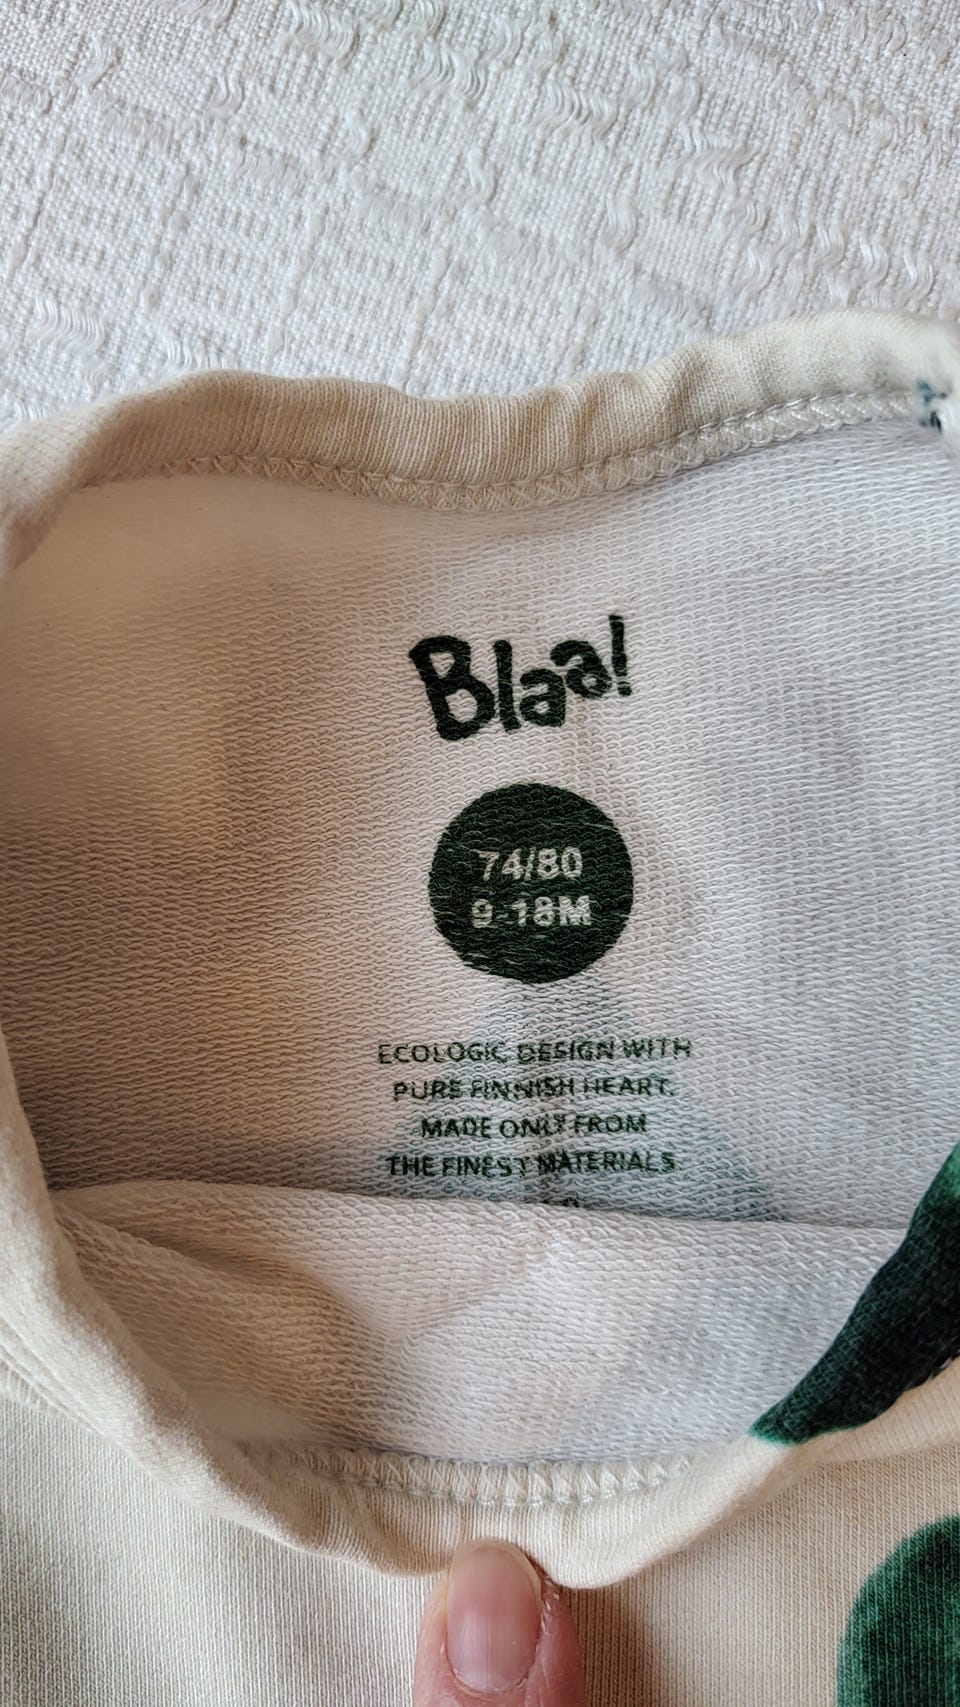 Blaa!
74/80
9-18M
ECOLOGIC DESIGN WITH
PURE FINNISH HEART.
MADE ONLY FROM
THE FINEST MATERIALS.